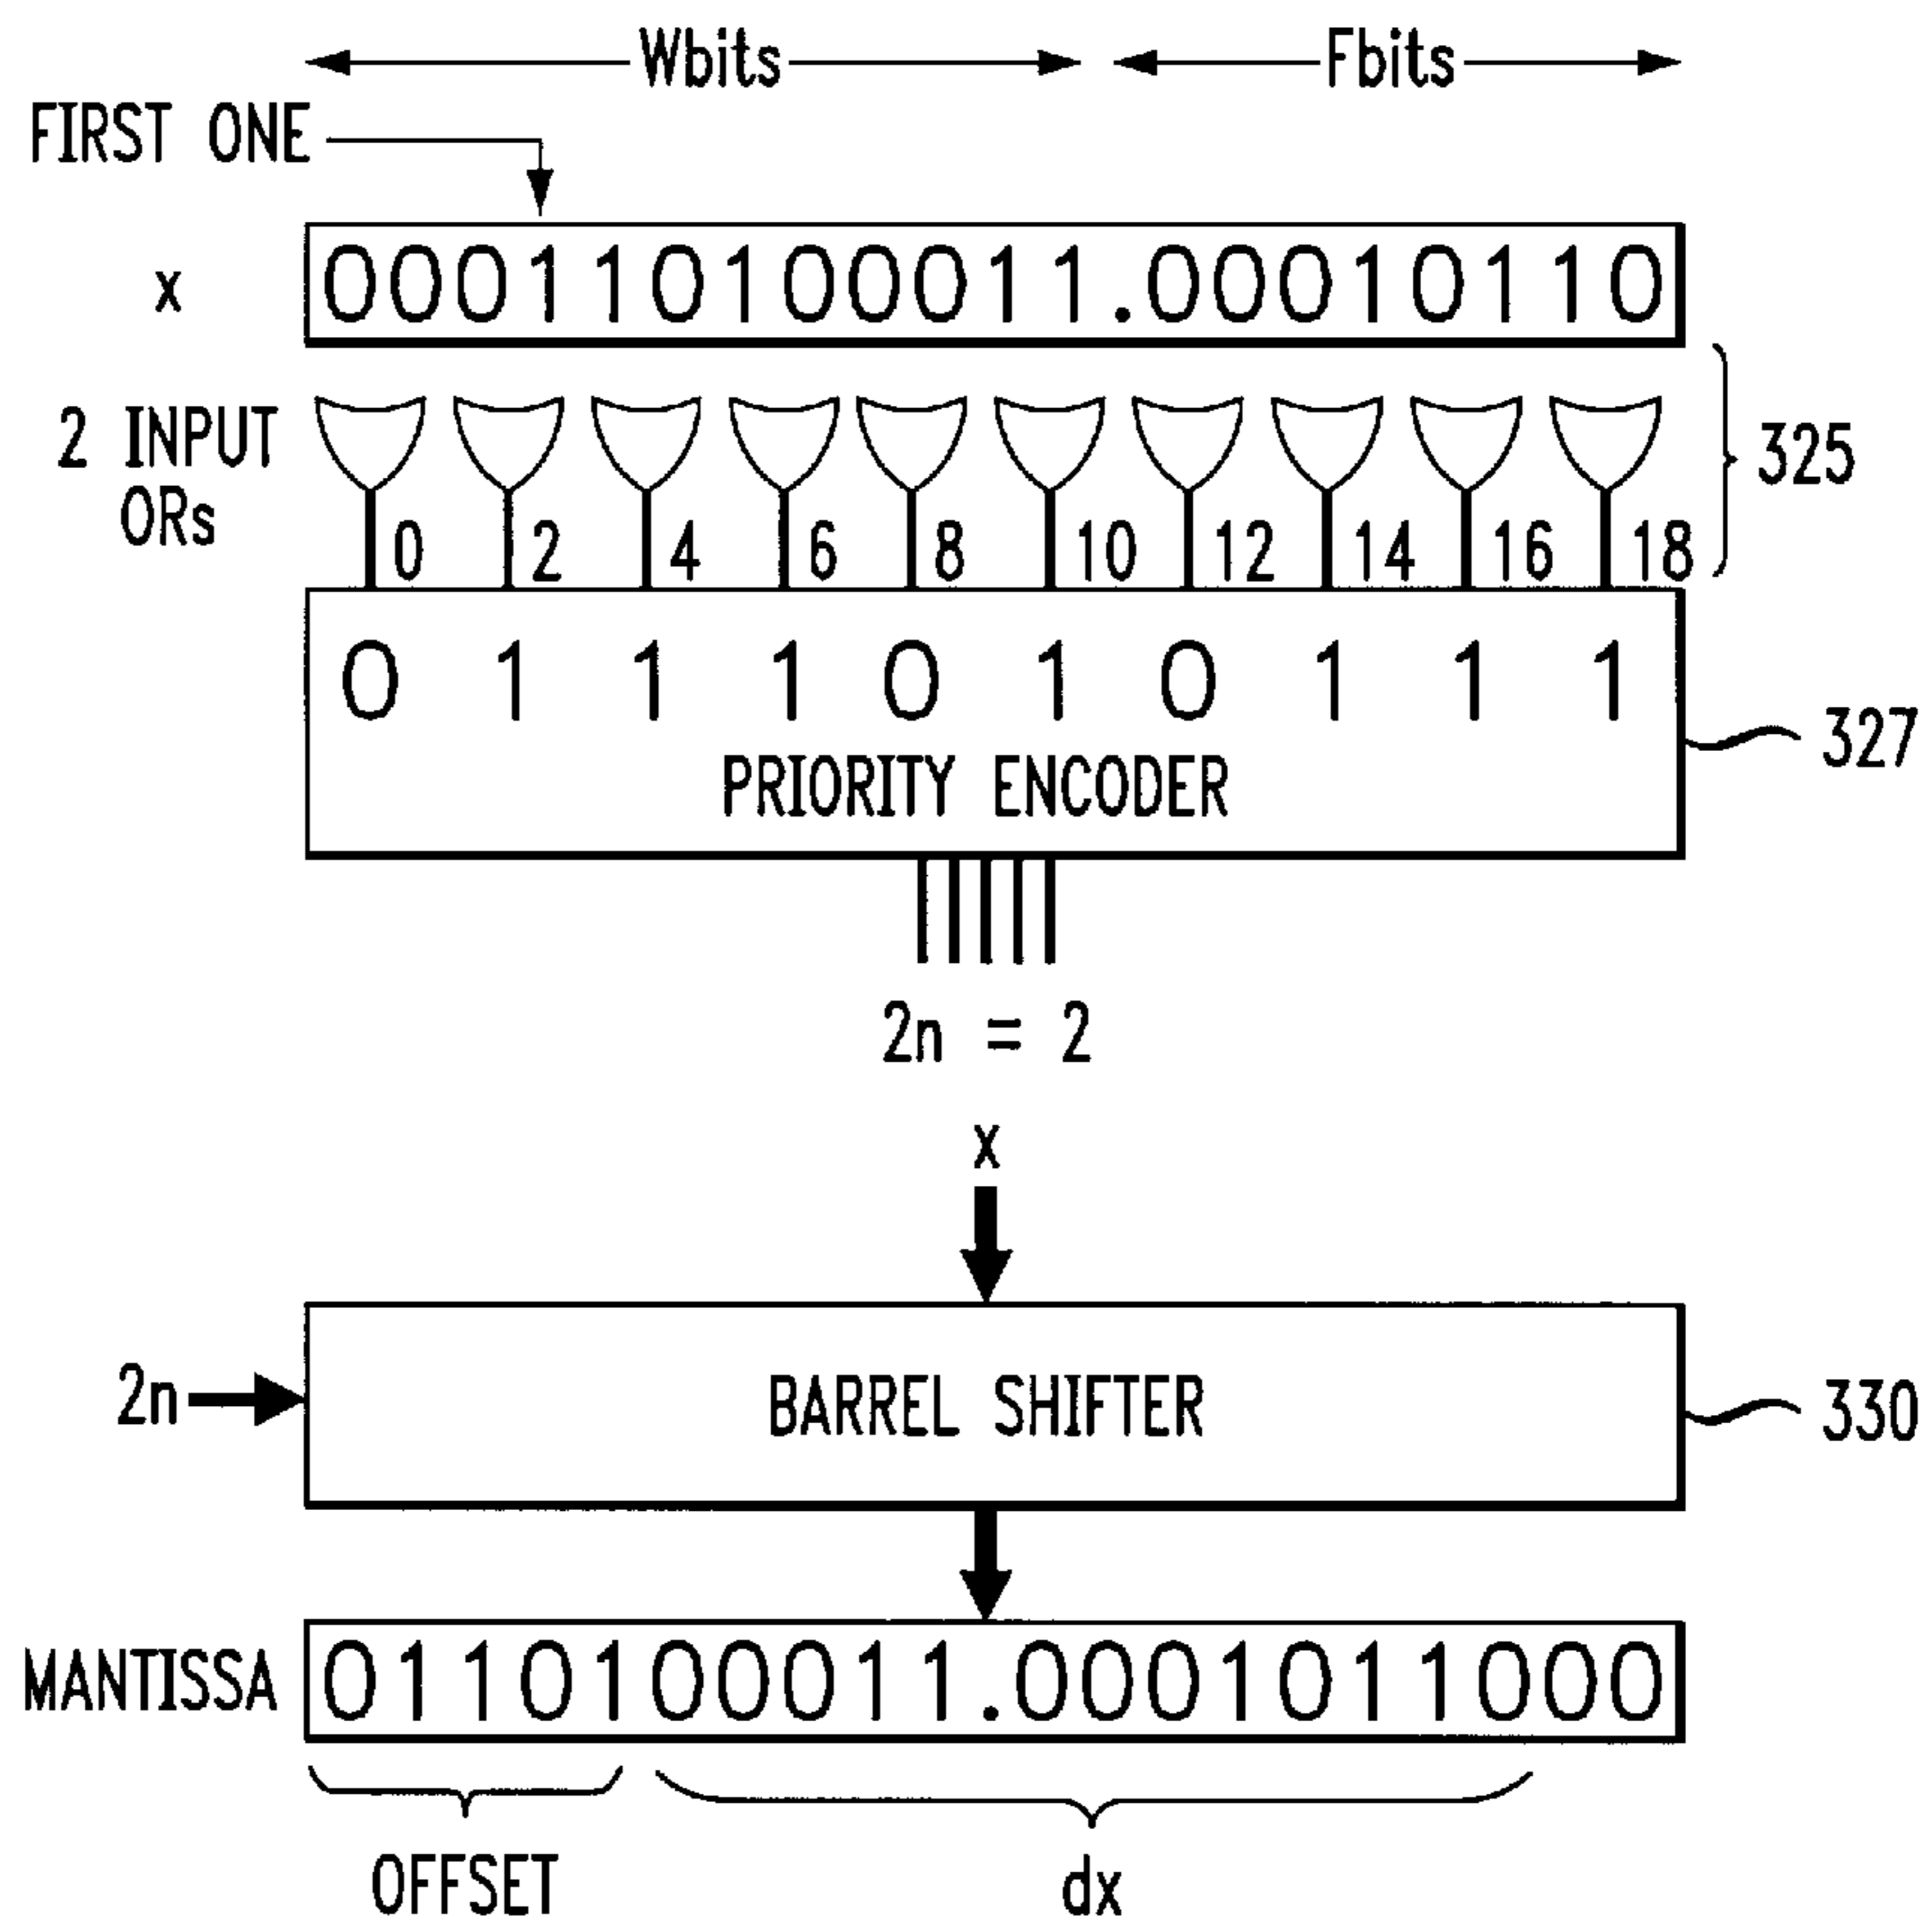 Wbits Fbits
FIRST ONE
x 000110100011.00010110
2 INPUT
ORs
325
0 2 4 6 8 10 12 14 16 18
0 1 1 1 0 1 0 1 1 1
PRIORITY ENCODER
327
2n = 2
x
2n
BARREL SHIFTER
330
MANTISSA 0110100011.0001011000
OFFSET
dx